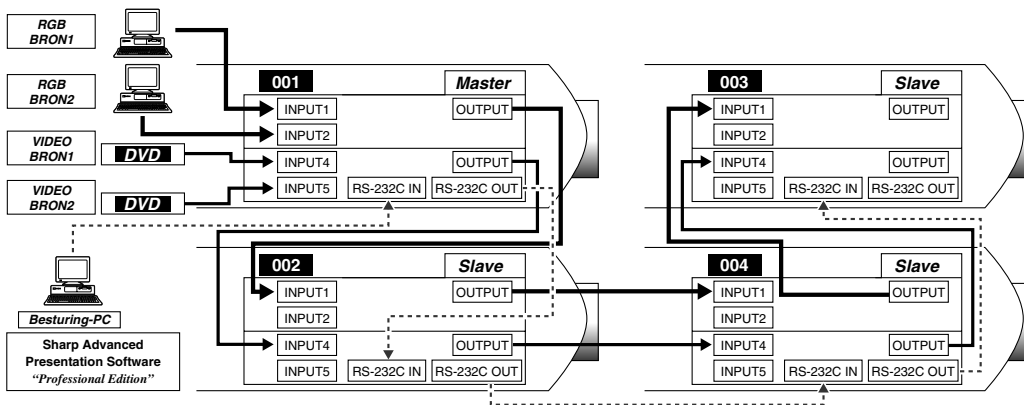 RGB
BRON1
RGB
BRON2
VIDEO
BRON1
DVD
VIDEO
BRON2
DVD
Besturing-PC
Sharp Advanced
Presentation Software
“Professional Edition”
001
Master
INPUT1
OUTPUT
INPUT2
INPUT4
OUTPUT
INPUT5
RS-232C IN
RS-232C OUT
002
Slave
INPUT1
OUTPUT
INPUT2
INPUT4
OUTPUT
INPUT5
RS-232C IN
RS-232C OUT
003
Slave
INPUT1
OUTPUT
INPUT2
INPUT4
OUTPUT
INPUT5
RS-232C IN
RS-232C OUT
004
Slave
INPUT1
OUTPUT
INPUT2
INPUT4
OUTPUT
INPUT5
RS-232C IN
RS-232C OUT